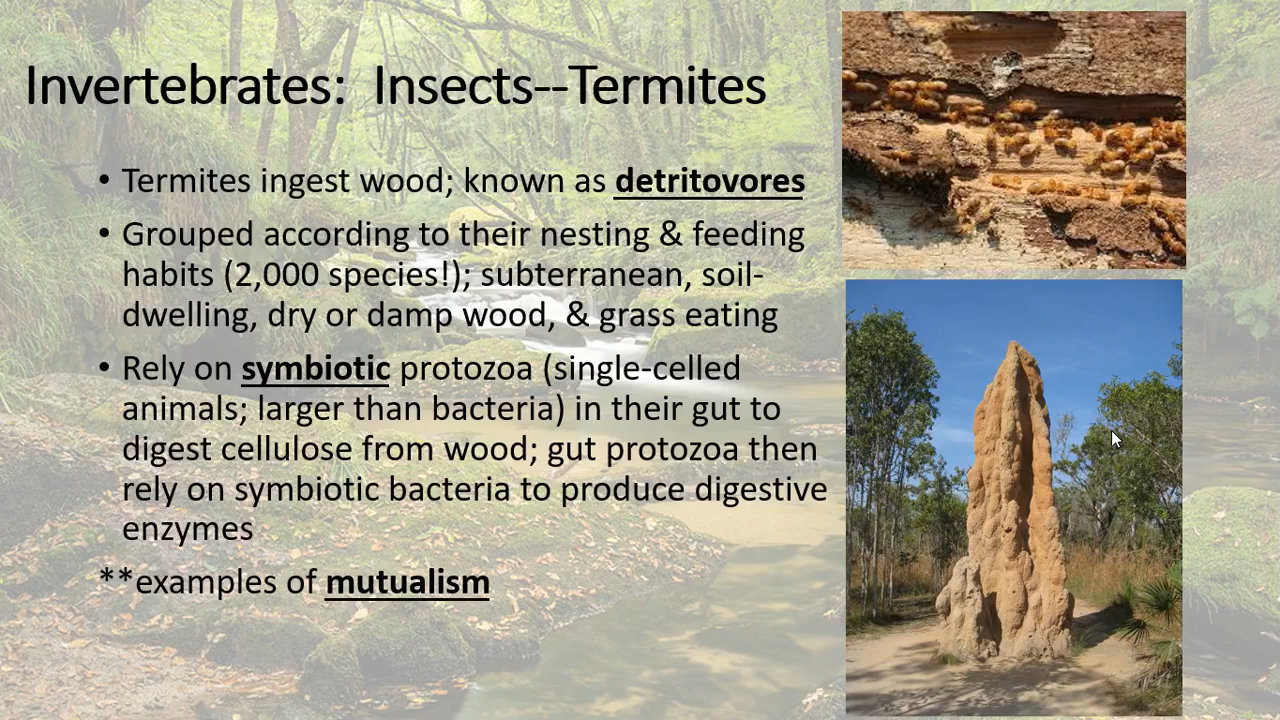 Invertebrates:  Insects--Termites
• Termites ingest wood; known as detritovores
• Grouped according to their nesting & feeding
habits (2,000 species!); subterranean, soil-
dwelling, dry or damp wood, & grass eating
• Rely on symbiotic protozoa (single-celled
animals; larger than bacteria) in their gut to
digest cellulose from wood; gut protozoa then
rely on symbiotic bacteria to produce digestive
enzymes
**examples of mutualism